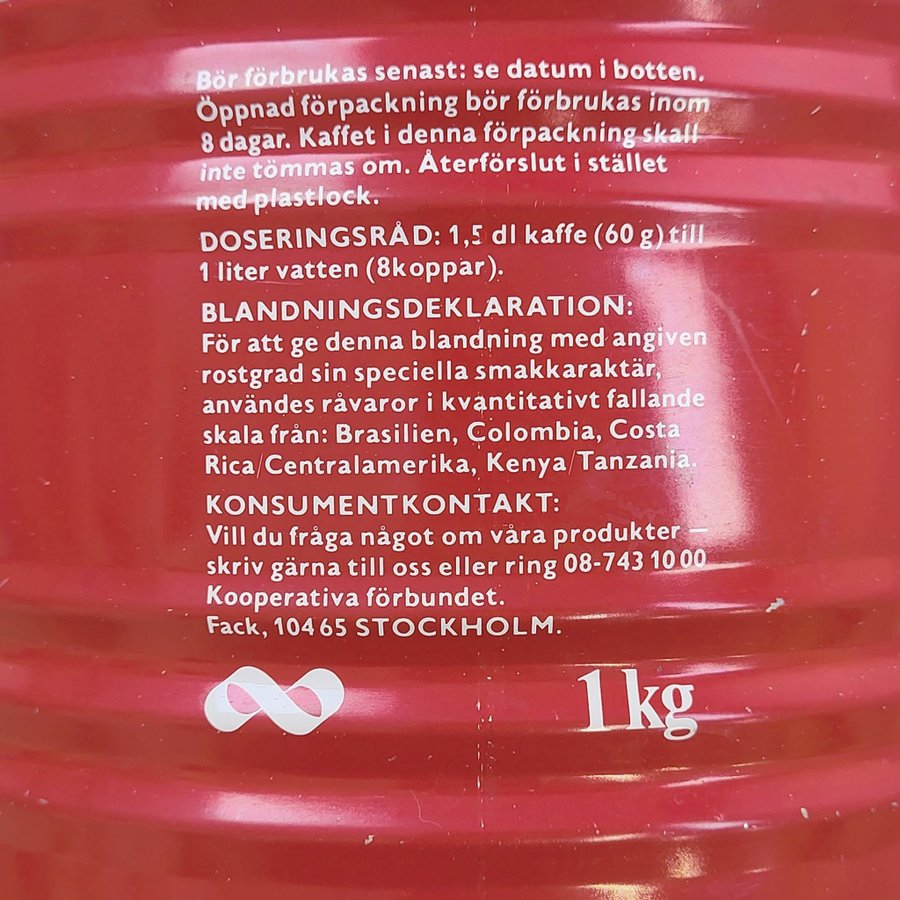 Bör förbrukas senast: se datum i botten.
Öppnad förpackning bör förbrukas inom
8 dagar. Kaffet i denna förpackning skall
inte tömmas om. Återförslut i stället
med plastlock.
DOSERINGSRÅD: 1,5 dl kaffe (60 g) till
1 liter vatten (8koppar).
BLANDNINGSDEKLARATION:
För att ge denna blandning med angiven
rostgrad sin speciella smakkaraktär,
användes råvaror i kvantitativt fallande
skala från: Brasilien, Colombia, Costa
Rica/Centralamerika, Kenya/Tanzania.
KONSUMENTKONTAKT:
Vill du fråga något om våra produkter —
skriv gärna till oss eller ring 08-743 10 00
Kooperativa förbundet.
Fack, 104 65 STOCKHOLM.
1 kg